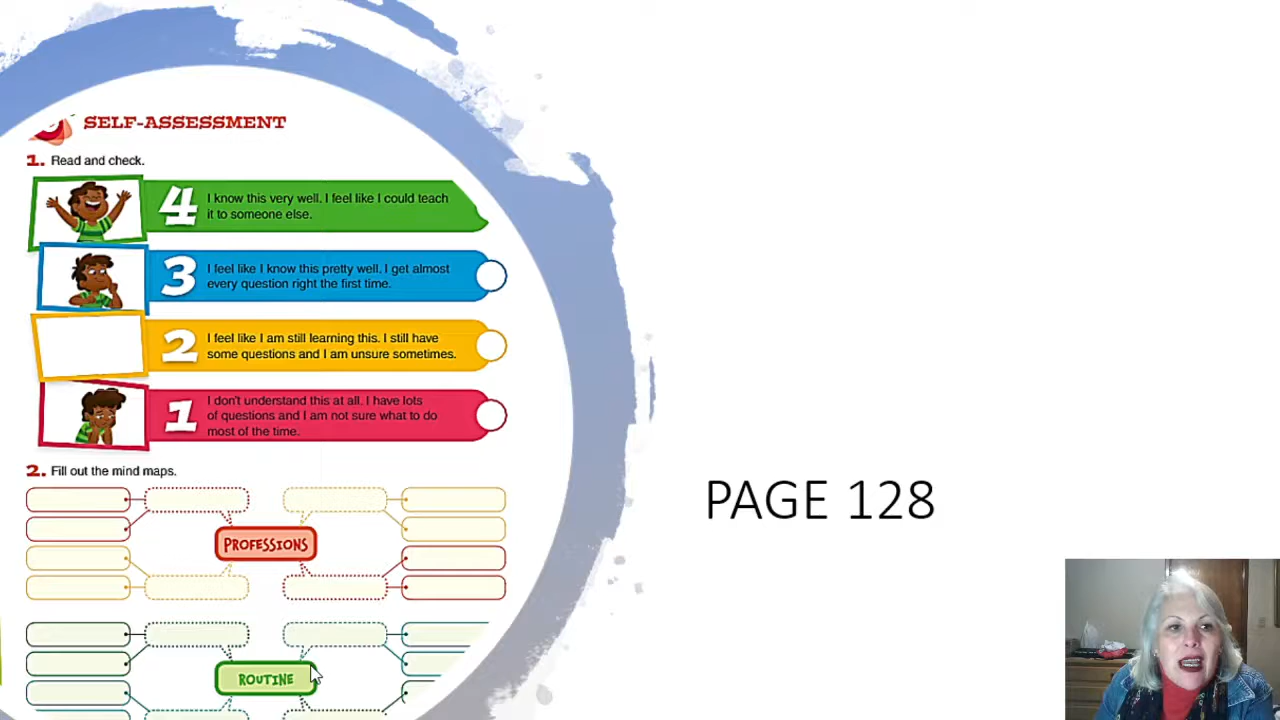 SELF-ASSESSMENT
1. Read and check.
4 I know this very well. I feel like I could teach
it to someone else.
3 I feel like I know this pretty well. I get almost
every question right the first time.
2 I feel like I am still learning this. I still have
some questions and I am unsure sometimes.
1 I don't understand this at all. I have lots
of questions and I am not sure what to do
most of the time.
2. Fill out the mind maps.
PROFESSIONS
ROUTINE
PAGE 128